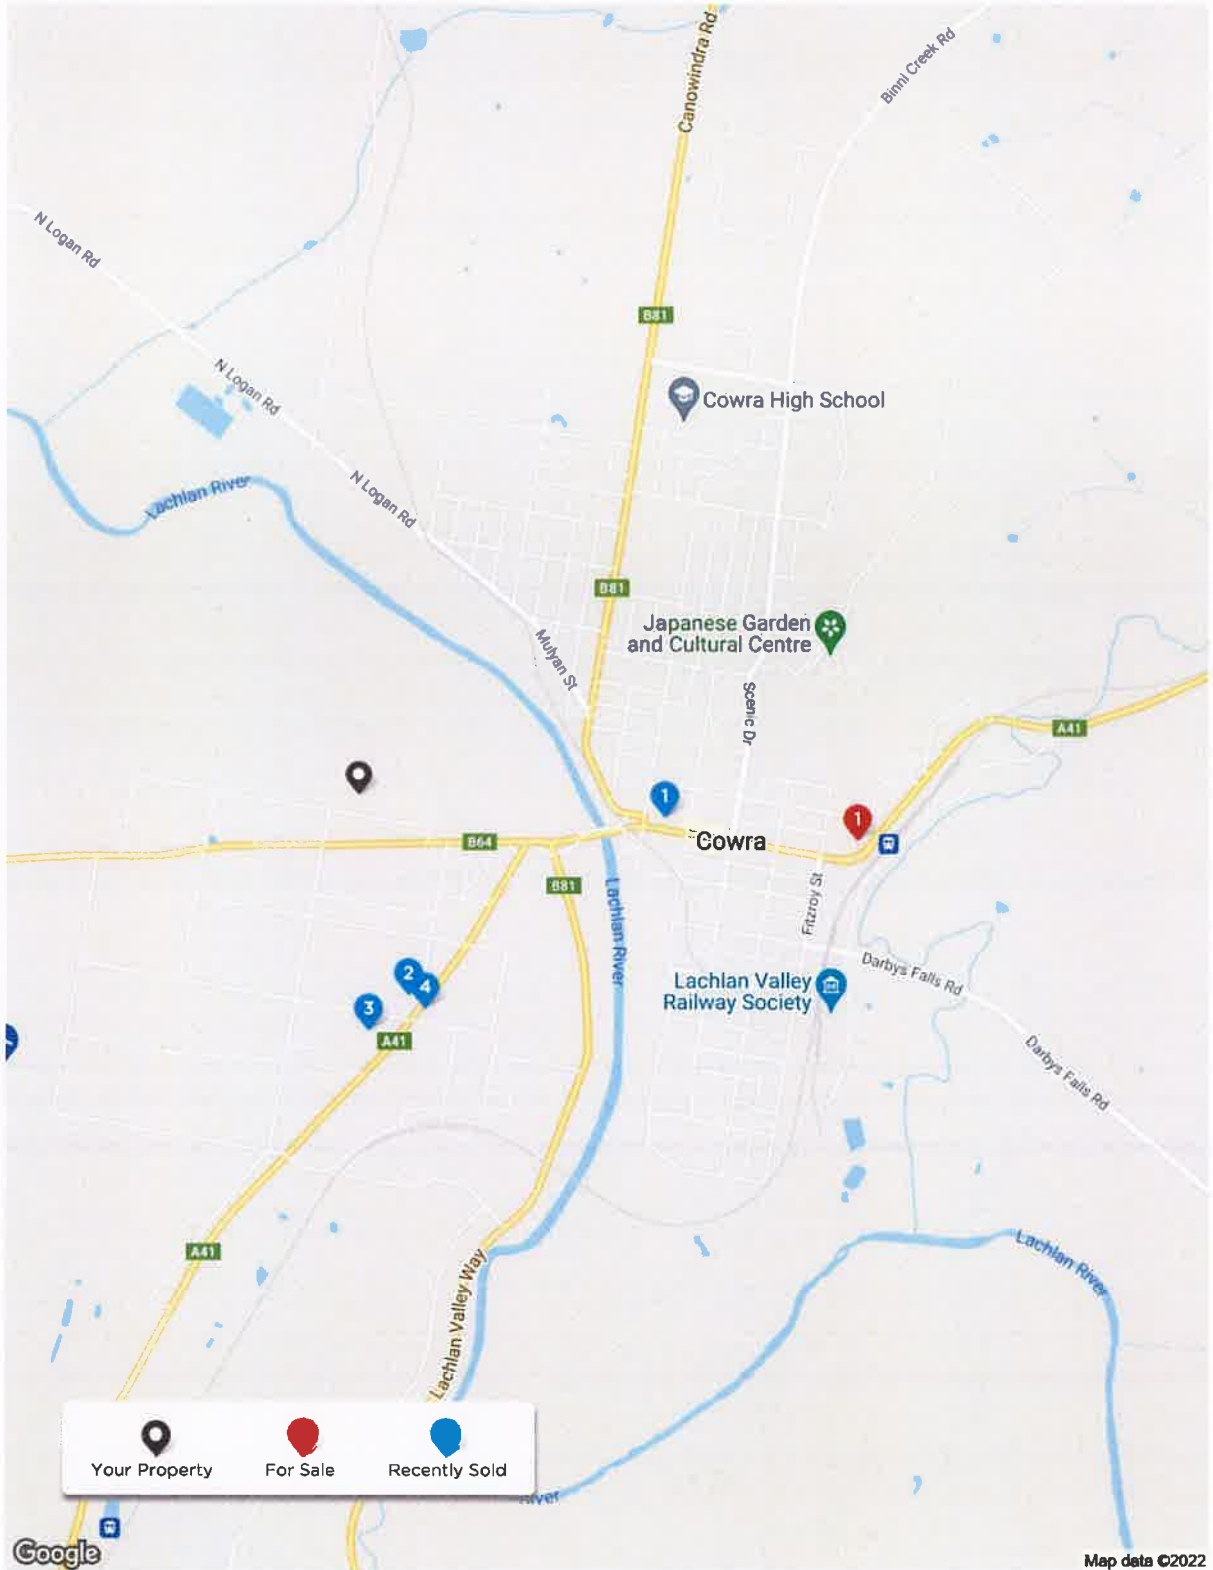 Canowindra Rd
Binni Creek Rd
N Logan Rd
B81
N Logan Rd
Cowra High School
Lachlan River
N Logan Rd
B81
Japanese Garden
and Cultural Centre
Mulyan St
Scenic Dr
A41
1
1
B64
Cowra
B81
Fitzroy St
Lachlan River
2
4
3
Lachlan Valley
Railway Society
Darbys Falls Rd
A41
Darbys Falls Rd
A41
Lachlan River
Lachlan Valley Way
Your Property
For Sale
Recently Sold
River
Google
Map data ©2022